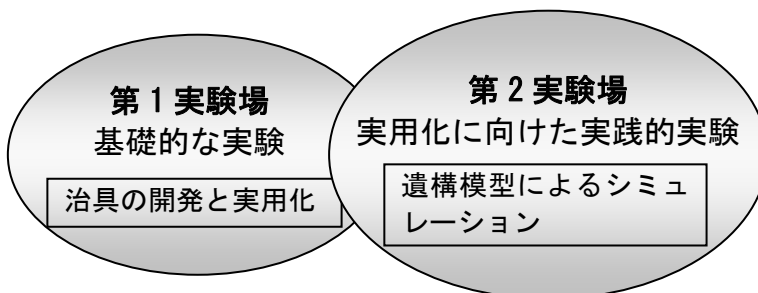 第1実験場
基礎的な実験
治具の開発と実用化
第2実験場
実用化に向けた実践的実験
遺構模型によるシミュ
レーション